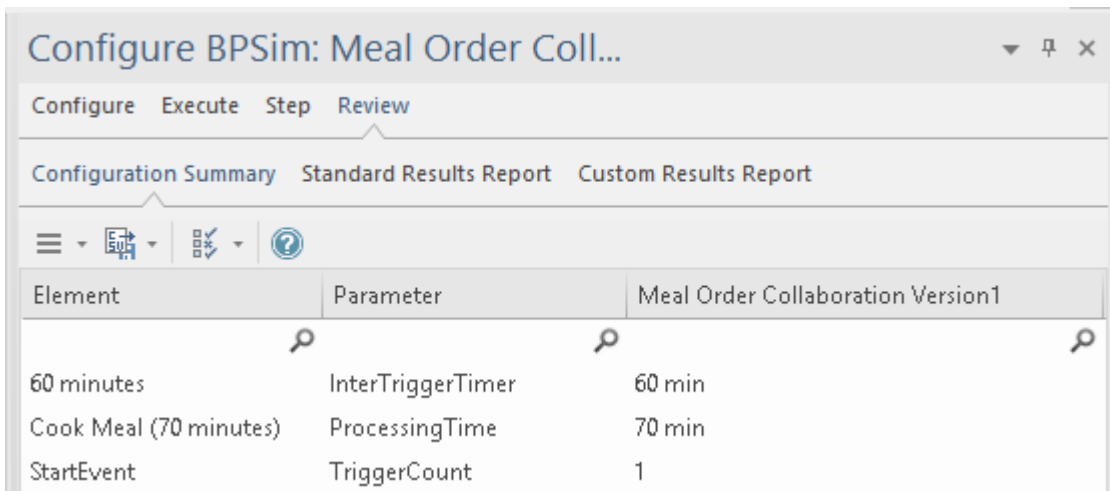 Configure BPSim: Meal Order Coll...
Configure Execute Step Review
Configuration Summary Standard Results Report Custom Results Report
Element Parameter Meal Order Collaboration Version1
60 minutes InterTriggerTimer 60 min
Cook Meal (70 minutes) ProcessingTime 70 min
StartEvent TriggerCount 1